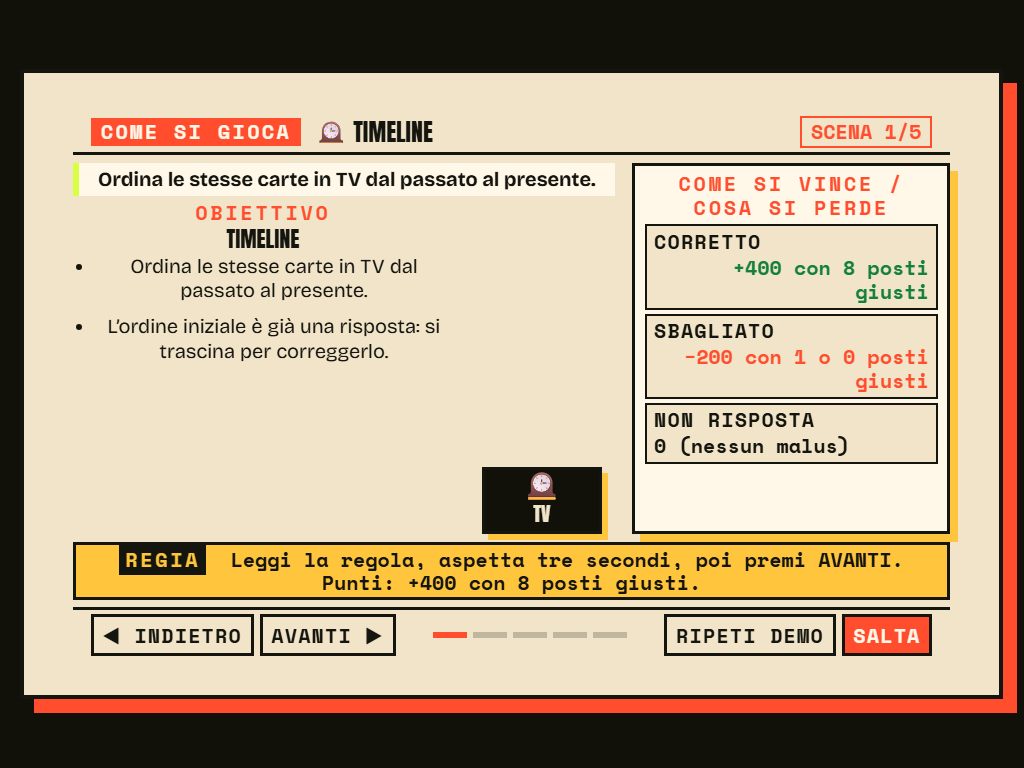 COME SI GIOCA
TIMELINE
SCENA 1/5
Ordina le stesse carte in TV dal passato al presente.
OBIETTIVO
TIMELINE
• Ordina le stesse carte in TV dal
passato al presente.
• L'ordine iniziale è già una risposta: si
trascina per correggerlo.
TV
COME SI VINCE /
COSA SI PERDE
CORRETTO
+400 con 8 posti
giusti
SBAGLIATO
-200 con 1 o 0 posti
giusti
NON RISPOSTA
0 (nessun malus)
REGIA Leggi la regola, aspetta tre secondi, poi premi AVANTI.
Punti: +400 con 8 posti giusti.
◀ INDIETRO
AVANTI ▶
RIPETI DEMO
SALTA